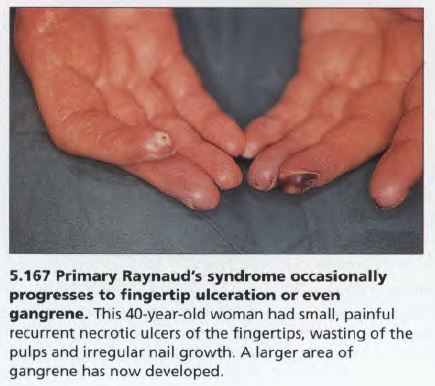 5.167 Primary Raynaud's syndrome occasionally
progresses to fingertip ulceration or even
gangrene. This 40-year-old woman had small, painful
recurrent necrotic ulcers of the fingertips, wasting of the
pulps and irregular nail growth. A larger area of
gangrene has now developed.